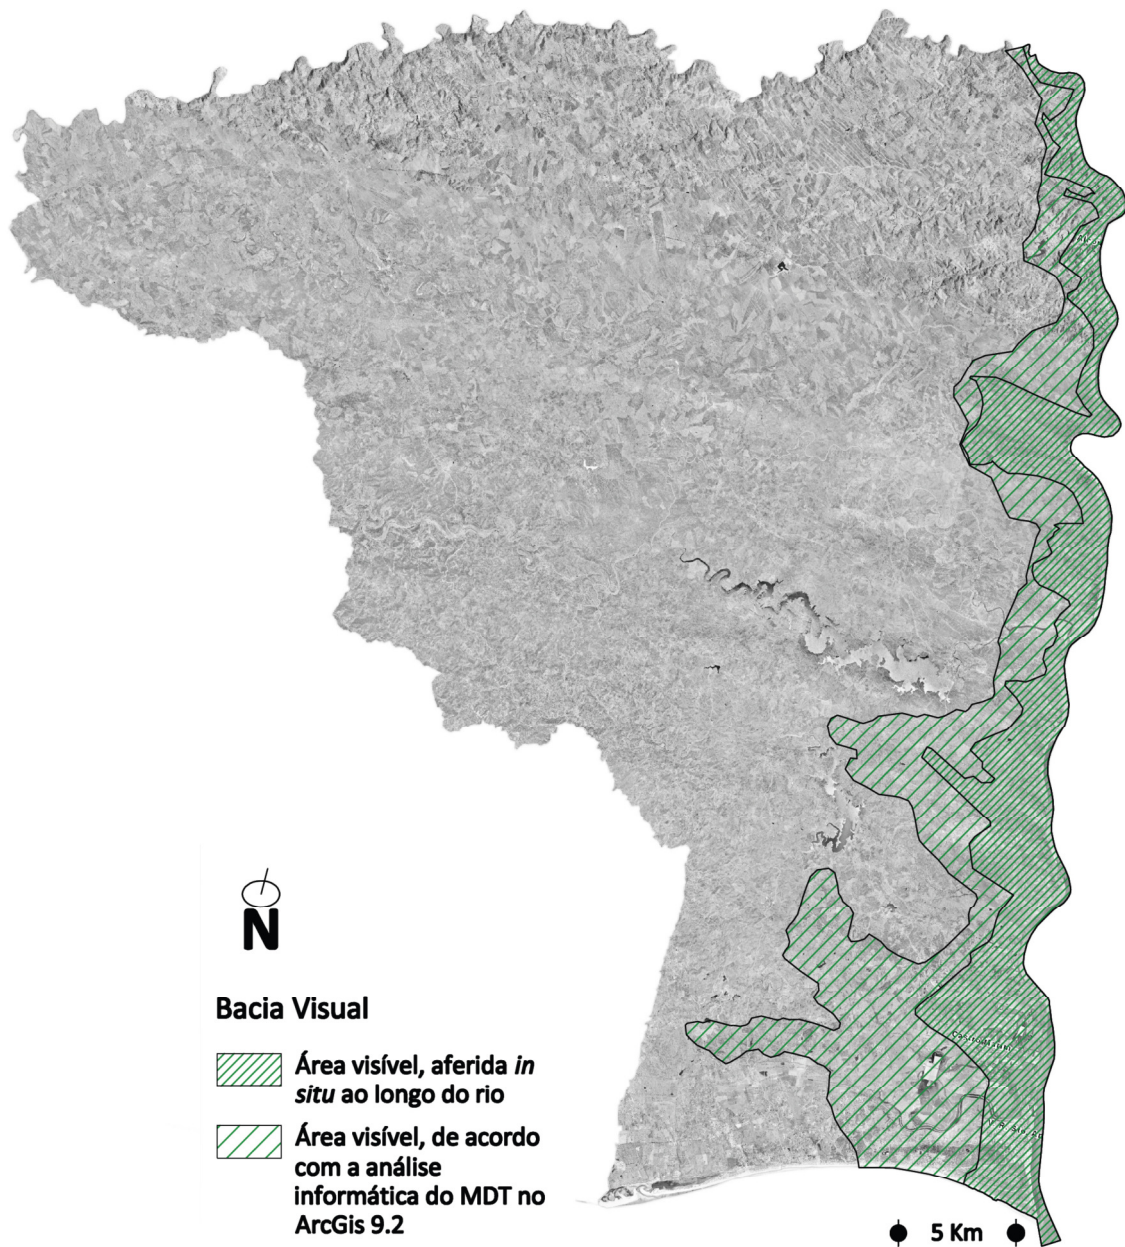 N
Bacia Visual
Área visível, aferida in
situ ao longo do rio
Área visível, de acordo
com a análise
informática do MDT no
ArcGis 9.2
5 Km